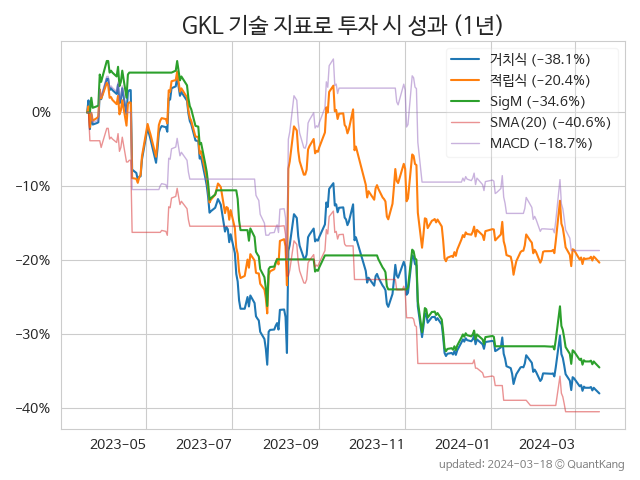 GKL 기술 지표로 투자 시 성과 (1년)
거치식 (−38.1%)
적립식 (−20.4%)
SigM (−34.6%)
SMA(20) (−40.6%)
MACD (−18.7%)
0%
−10%
−20%
−30%
−40%
2023-05 2023-07 2023-09 2023-11 2024-01 2024-03
updated: 2024-03-18 © QuantKang